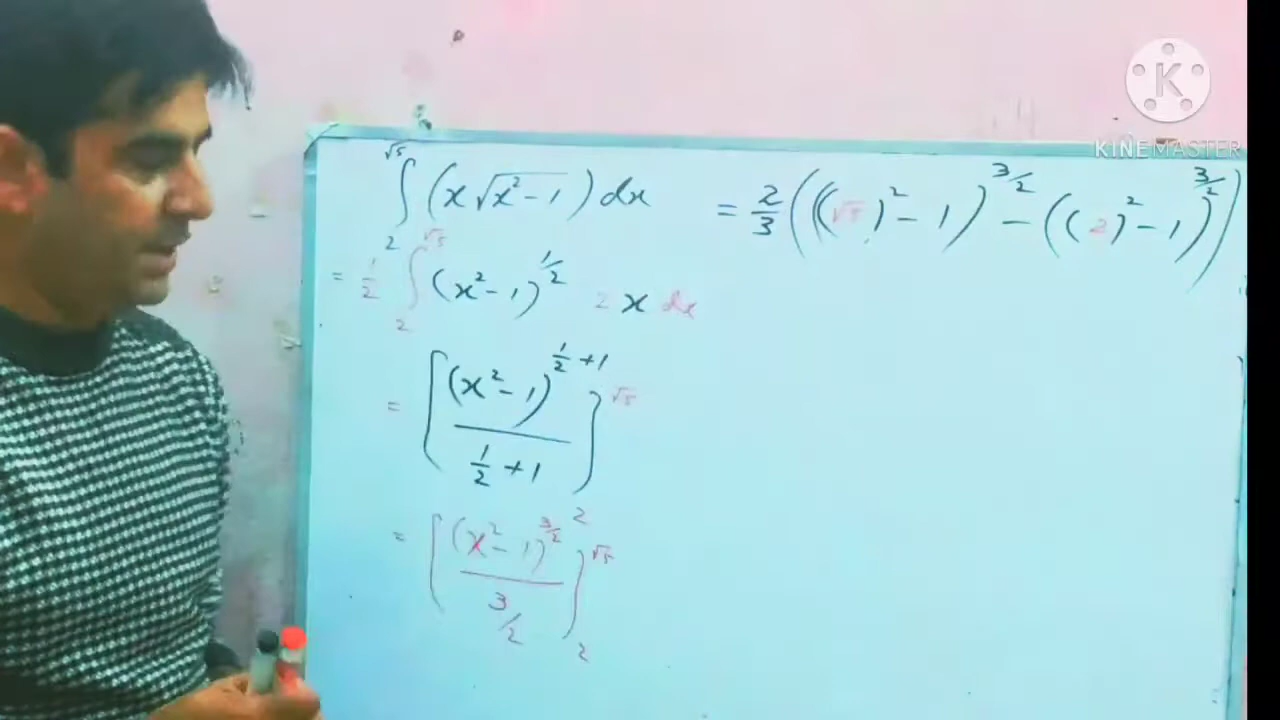 ∫₂^√5 (x√(x²-1)) dx
= 1/2 ∫₂^√5 (x²-1)^1/2 2 x dx
= [(x²-1)^(1/2+1) / (1/2+1)]₂^√5
= [(x²-1)^3/2 / 3/2]₂^√5
= 2/3 (((√5)²-1)^3/2 - ((2)²-1)^3/2)
K
KINEMASTER